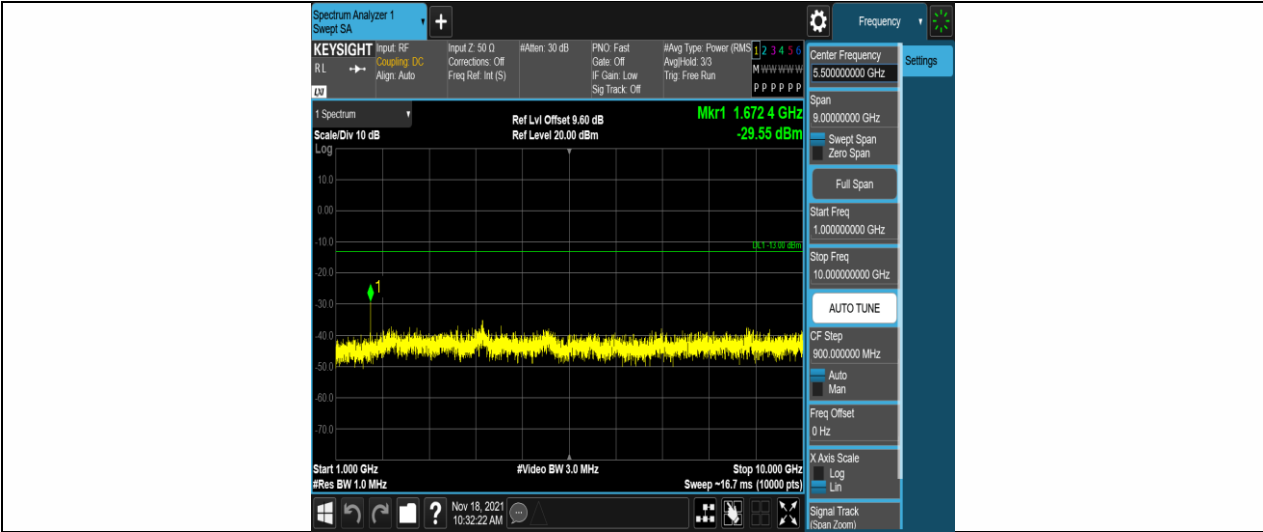 Spectrum Analyzer 1
Swept SA
+
Frequency
KEYSIGHT
RL
LXI
Input: RF
Coupling: DC
Align: Auto
Input Z: 50 Ω
Corrections: Off
Freq Ref: Int (S)
#Atten: 30 dB
PNO: Fast
Gate: Off
IF Gain: Low
Sig Track: Off
#Avg Type: Power (RMS
Avg|Hold: 3/3
Trig: Free Run
1 2 3 4 5 6
M W W W W W
P P P P P P
1 Spectrum
Scale/Div 10 dB
Log
Ref Lvl Offset 9.60 dB
Ref Level 20.00 dBm
Mkr1 1.672 4 GHz
-29.55 dBm
10.0
0.00
-10.0
DL1 -13.00 dBm
-20.0
1
-30.0
-40.0
-50.0
-60.0
-70.0
Start 1.000 GHz
#Res BW 1.0 MHz
#Video BW 3.0 MHz
Stop 10.000 GHz
Sweep ~16.7 ms (10000 pts)
Nov 18, 2021
10:32:22 AM
?
Center Frequency
5.500000000 GHz
Settings
Span
9.00000000 GHz
Swept Span
Zero Span
Full Span
Start Freq
1.000000000 GHz
Stop Freq
10.000000000 GHz
AUTO TUNE
CF Step
900.000000 MHz
Auto
Man
Freq Offset
0 Hz
X Axis Scale
Log
Lin
Signal Track
(Span Zoom)